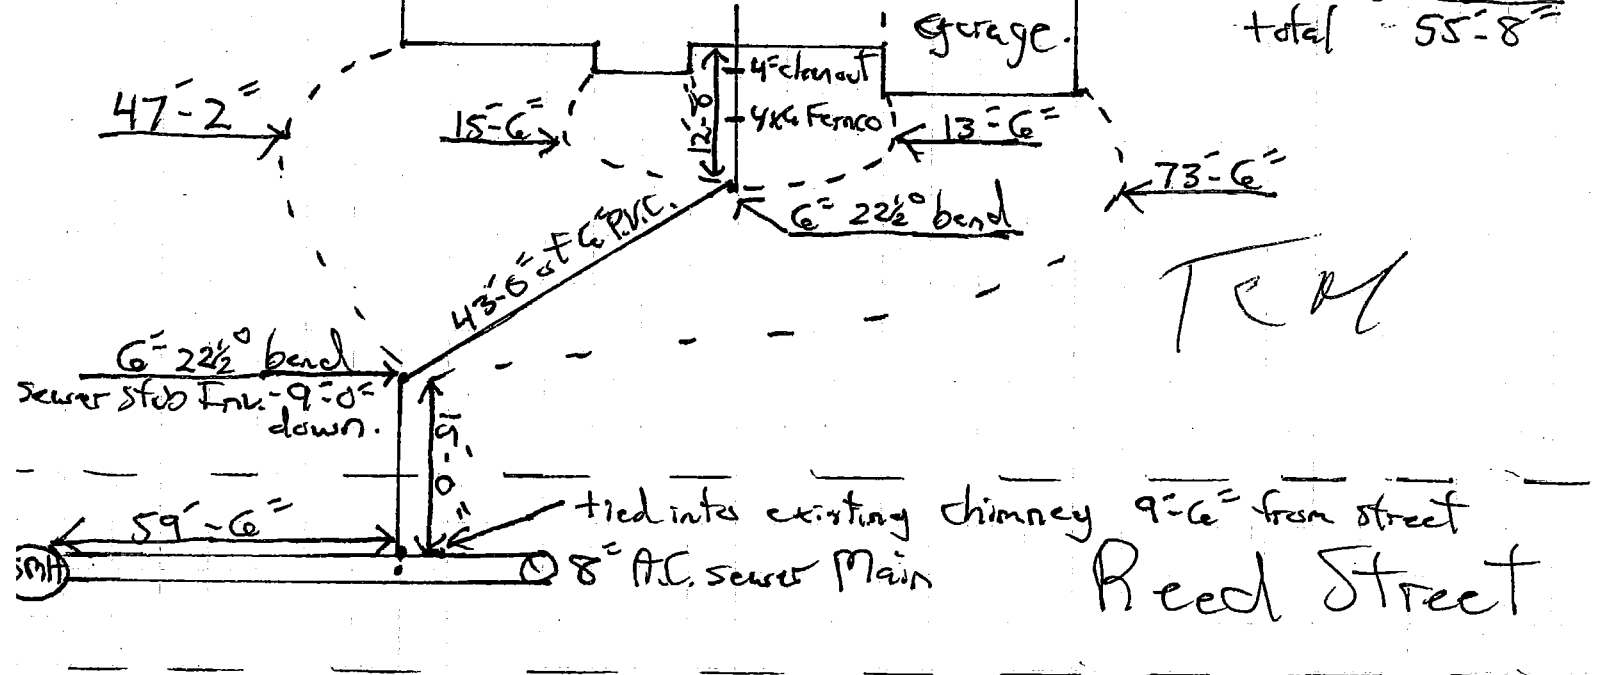 garage.
total 55'-8"
4" cleanout
47'-2"
15'-6"
12'-8
4x6 Fernco
13'-6"
73'-6"
6" 22½° bend
43'-6" of 6" P.V.C.
TCM
6" 22½° bend
sewer stub Inv. - 9'-0"
down.
9'-0"
59'-6"
tied into existing chimney 9'-6" from street
SMH
8" A.C. sewer Main
Reed Street